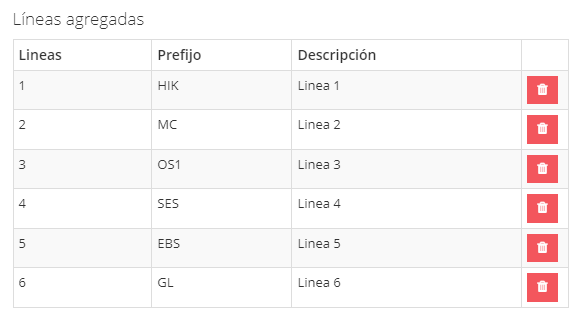 Líneas agregadas
Lineas Prefijo Descripción
1 HIK Linea 1
2 MC Linea 2
3 OS1 Linea 3
4 SES Linea 4
5 EBS Linea 5
6 GL Linea 6